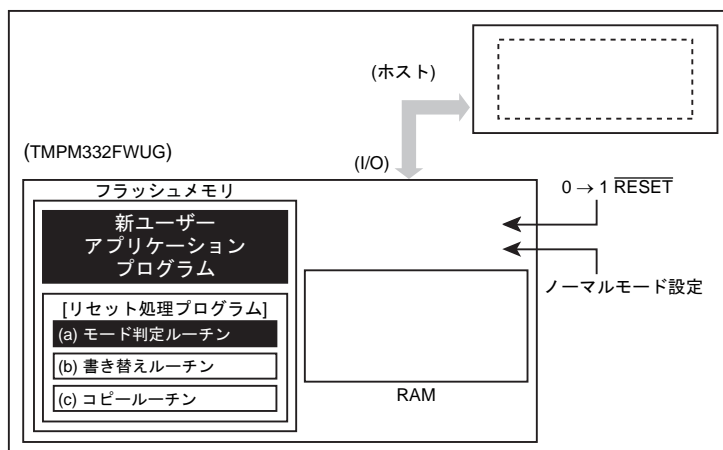 (ホスト)
(TMPM332FWUG)
(I/O)
フラッシュメモリ
0 → 1 RESET
新ユーザー
アプリケーション
プログラム
ノーマルモード設定
[リセット処理プログラム]
(a) モード判定ルーチン
(b) 書き替えルーチン
(c) コピールーチン
RAM